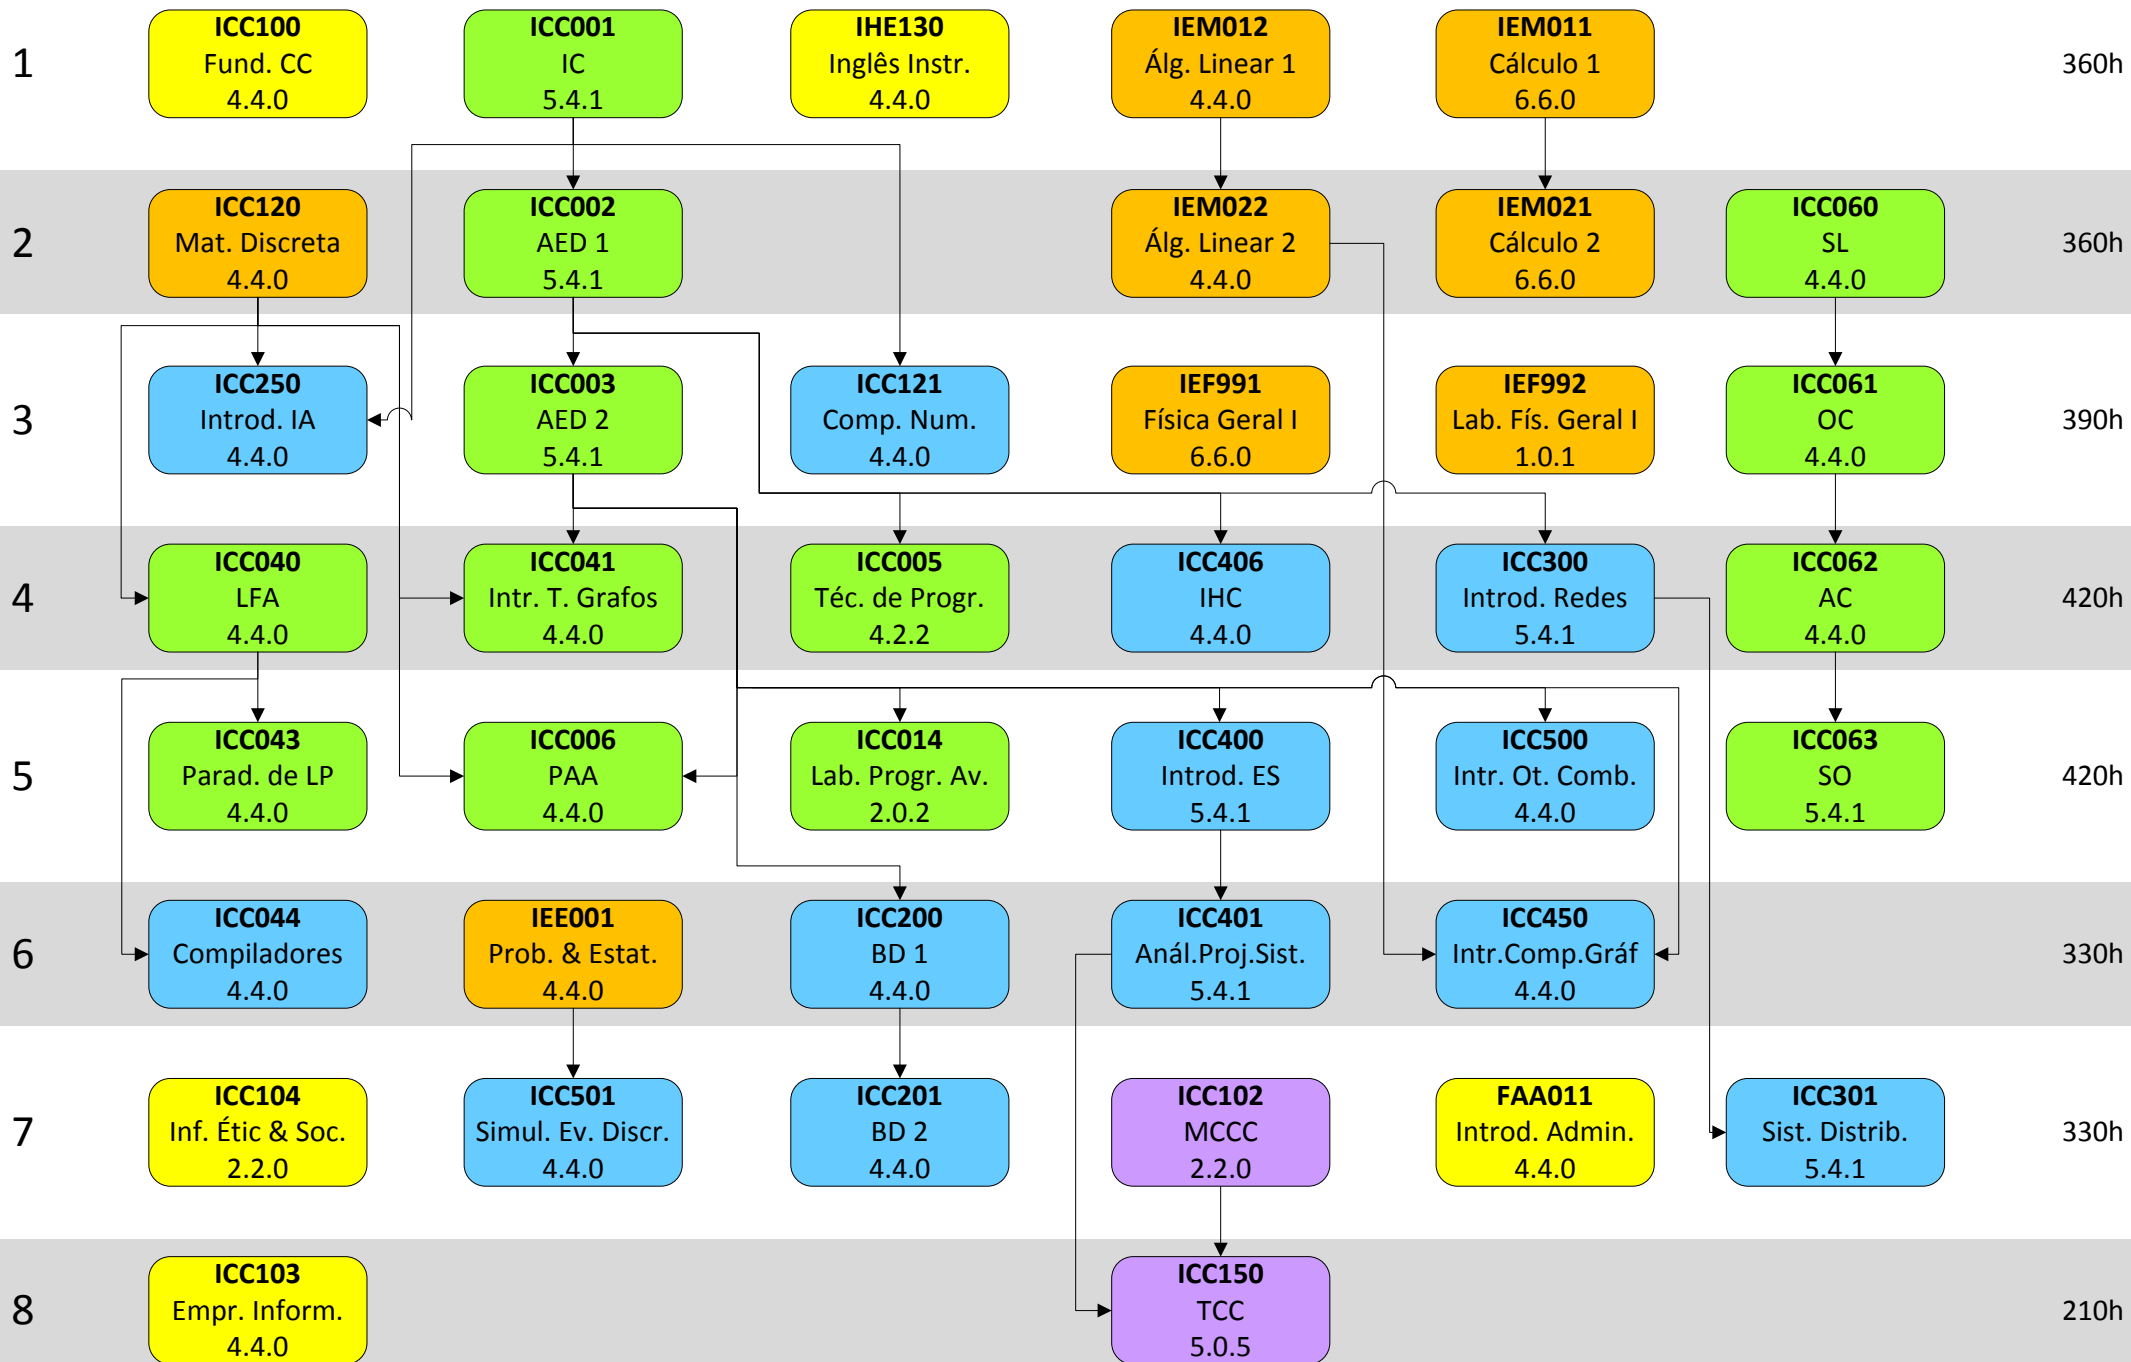 1
ICC100
Fund. CC
4.4.0
ICC001
IC
5.4.1
IHE130
Inglês Instr.
4.4.0
IEM012
Álg. Linear 1
4.4.0
IEM011
Cálculo 1
6.6.0
360h
2
ICC120
Mat. Discreta
4.4.0
ICC002
AED 1
5.4.1
IEM022
Álg. Linear 2
4.4.0
IEM021
Cálculo 2
6.6.0
ICC060
SL
4.4.0
360h
3
ICC250
Introd. IA
4.4.0
ICC003
AED 2
5.4.1
ICC121
Comp. Num.
4.4.0
IEF991
Física Geral I
6.6.0
IEF992
Lab. Fís. Geral I
1.0.1
ICC061
OC
4.4.0
390h
4
ICC040
LFA
4.4.0
ICC041
Intr. T. Grafos
4.4.0
ICC005
Téc. de Progr.
4.2.2
ICC406
IHC
4.4.0
ICC300
Introd. Redes
5.4.1
ICC062
AC
4.4.0
420h
5
ICC043
Parad. de LP
4.4.0
ICC006
PAA
4.4.0
ICC014
Lab. Progr. Av.
2.0.2
ICC400
Introd. ES
5.4.1
ICC500
Intr. Ot. Comb.
4.4.0
ICC063
SO
5.4.1
420h
6
ICC044
Compiladores
4.4.0
IEE001
Prob. & Estat.
4.4.0
ICC200
BD 1
4.4.0
ICC401
Anál.Proj.Sist.
5.4.1
ICC450
Intr.Comp.Gráf
4.4.0
330h
7
ICC104
Inf. Étic & Soc.
2.2.0
ICC501
Simul. Ev. Discr.
4.4.0
ICC201
BD 2
4.4.0
ICC102
MCCC
2.2.0
FAA011
Introd. Admin.
4.4.0
ICC301
Sist. Distrib.
5.4.1
330h
8
ICC103
Empr. Inform.
4.4.0
ICC150
TCC
5.0.5
210h